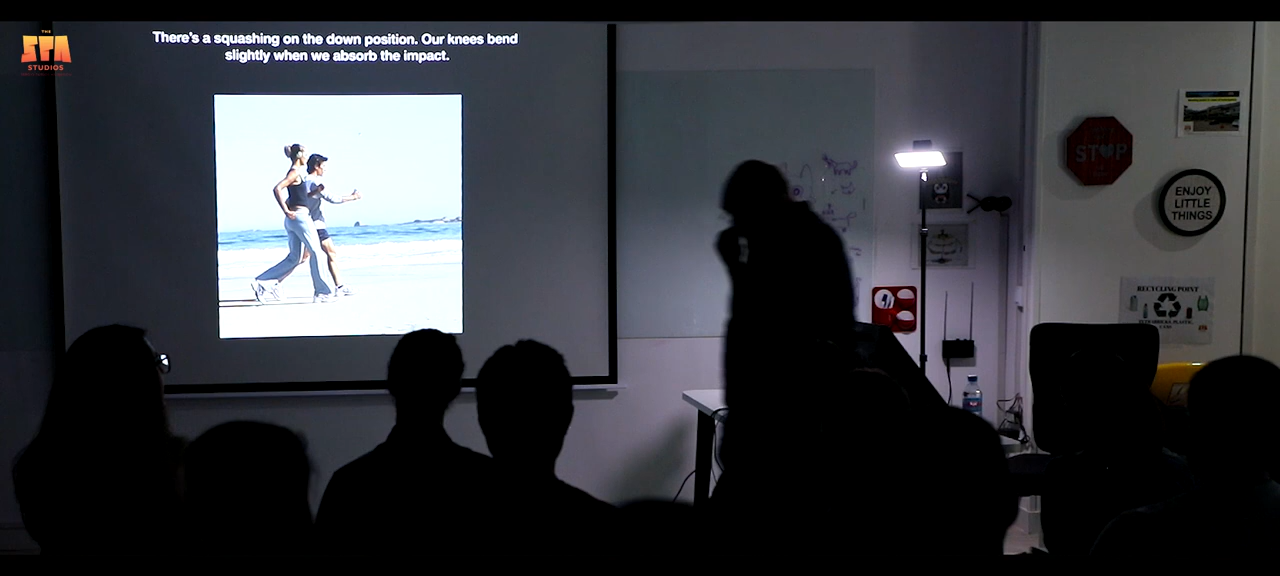 THE
SPA
STUDIOS
There's a squashing on the down position. Our knees bend
slightly when we absorb the impact.
STOP
ENJOY
LITTLE
THINGS
RECYCLING POINT